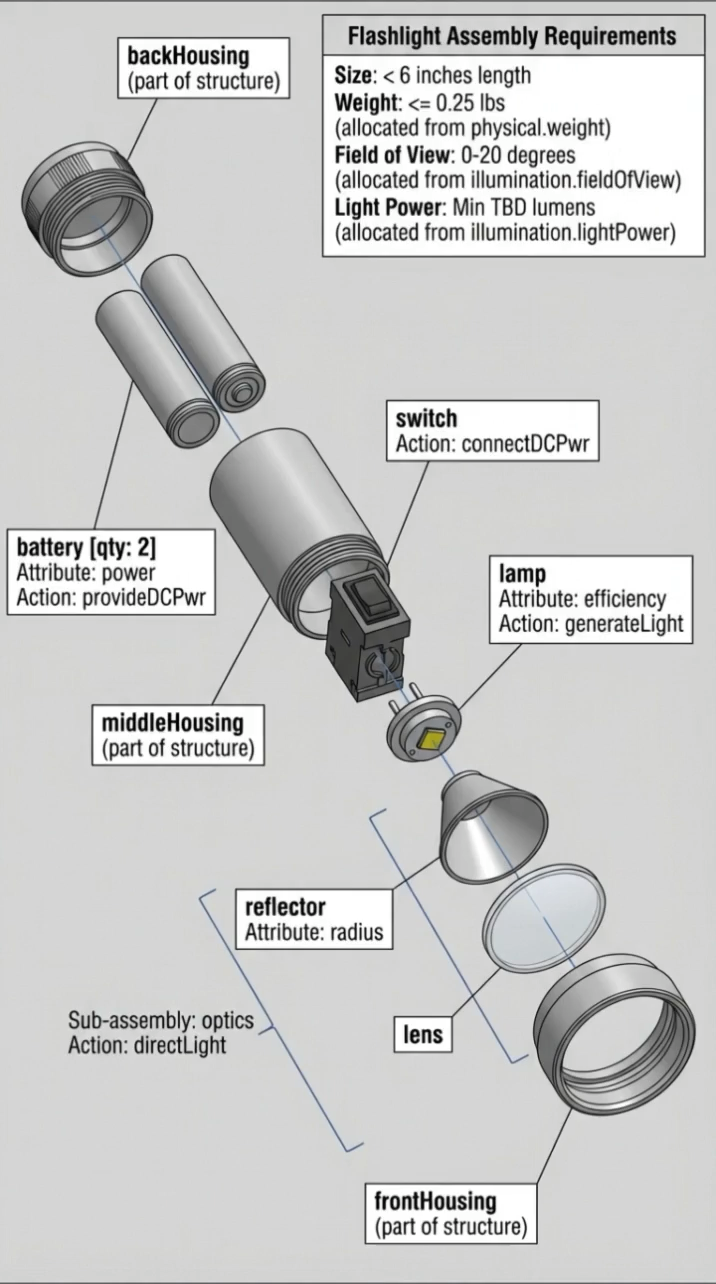 backHousing
(part of structure)
Flashlight Assembly Requirements
Size: < 6 inches length
Weight: <= 0.25 lbs
(allocated from physical.weight)
Field of View: 0-20 degrees
(allocated from illumination.fieldOfView)
Light Power: Min TBD lumens
(allocated from illumination.lightPower)
switch
Action: connectDCPwr
battery [qty: 2]
Attribute: power
Action: provideDCPwr
lamp
Attribute: efficiency
Action: generateLight
middleHousing
(part of structure)
reflector
Attribute: radius
Sub-assembly: optics
Action: directLight
lens
frontHousing
(part of structure)